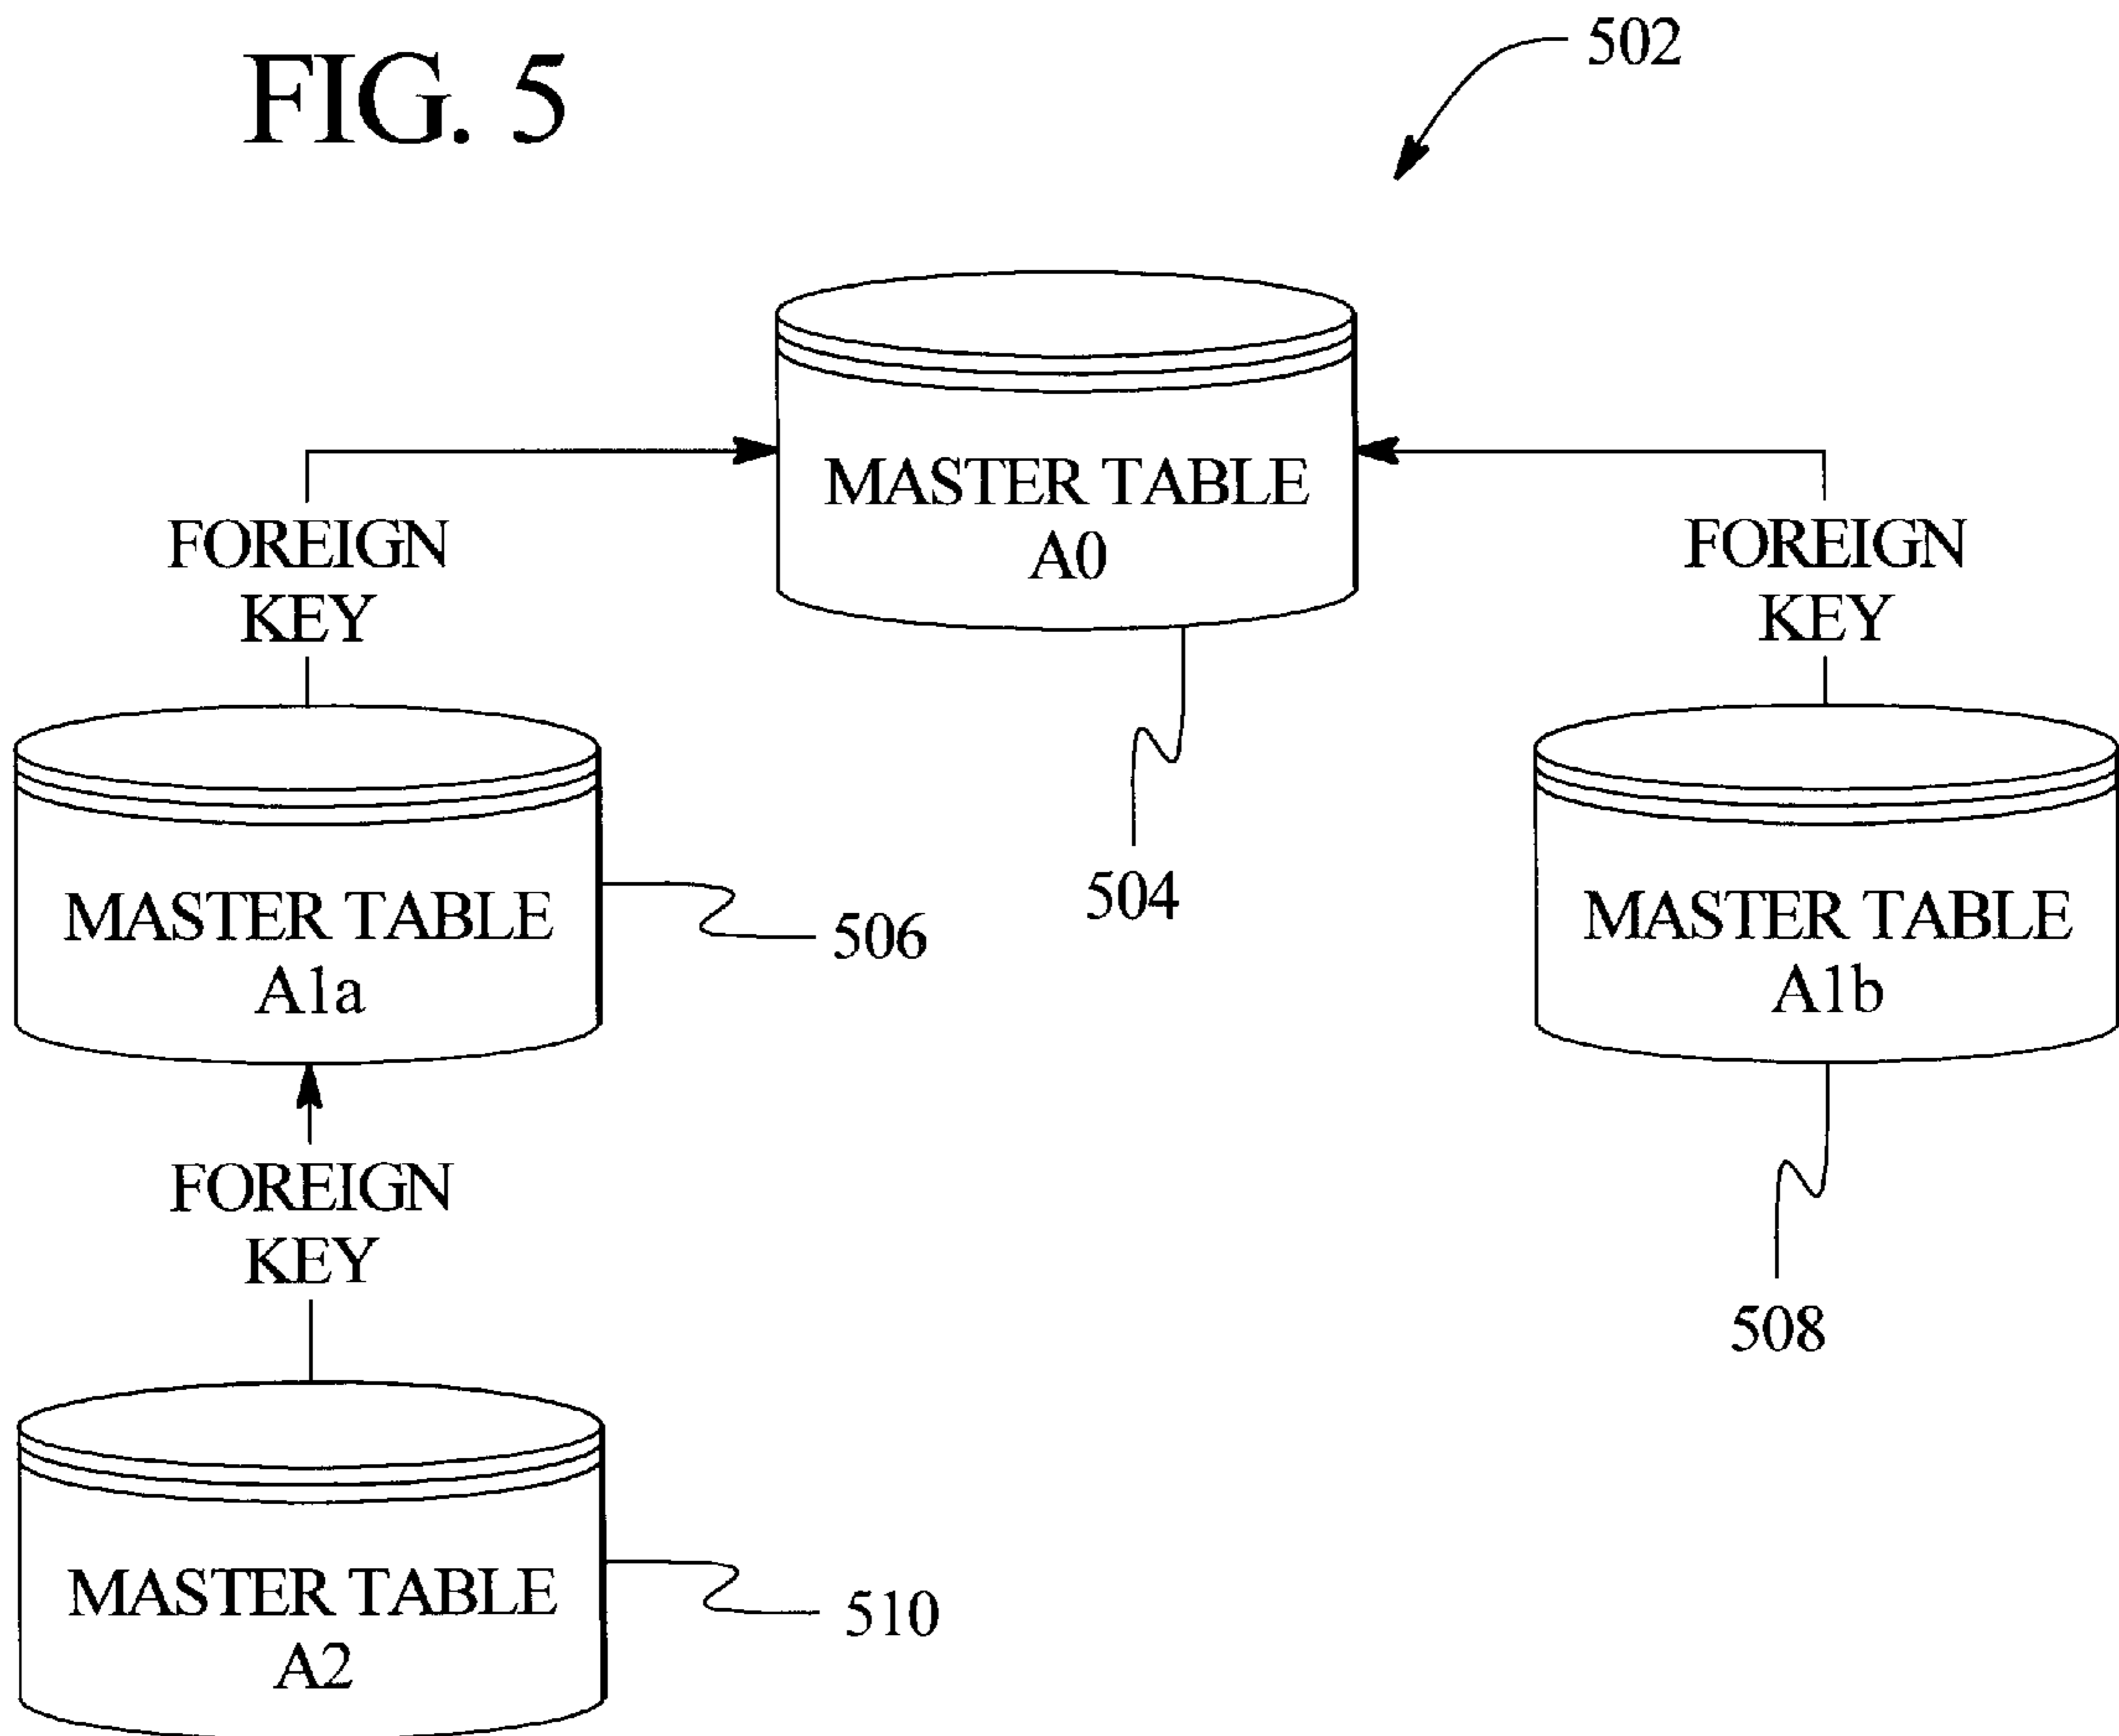 FIG. 5
502
MASTER TABLE
A0
FOREIGN
KEY
FOREIGN
KEY
504
MASTER TABLE
A1a
506
MASTER TABLE
A1b
FOREIGN
KEY
508
MASTER TABLE
A2
510